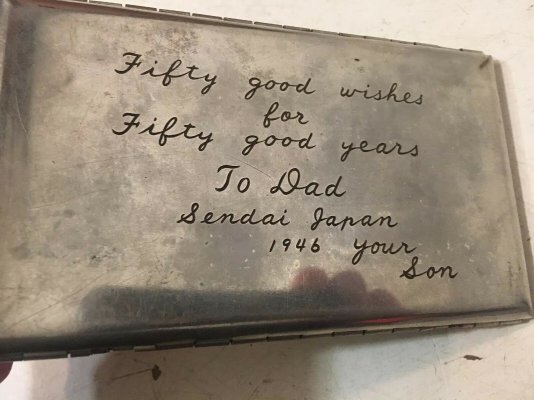 Fifty good wishes
for
Fifty good years
To Dad
Sendai Japan
1946 your
Son